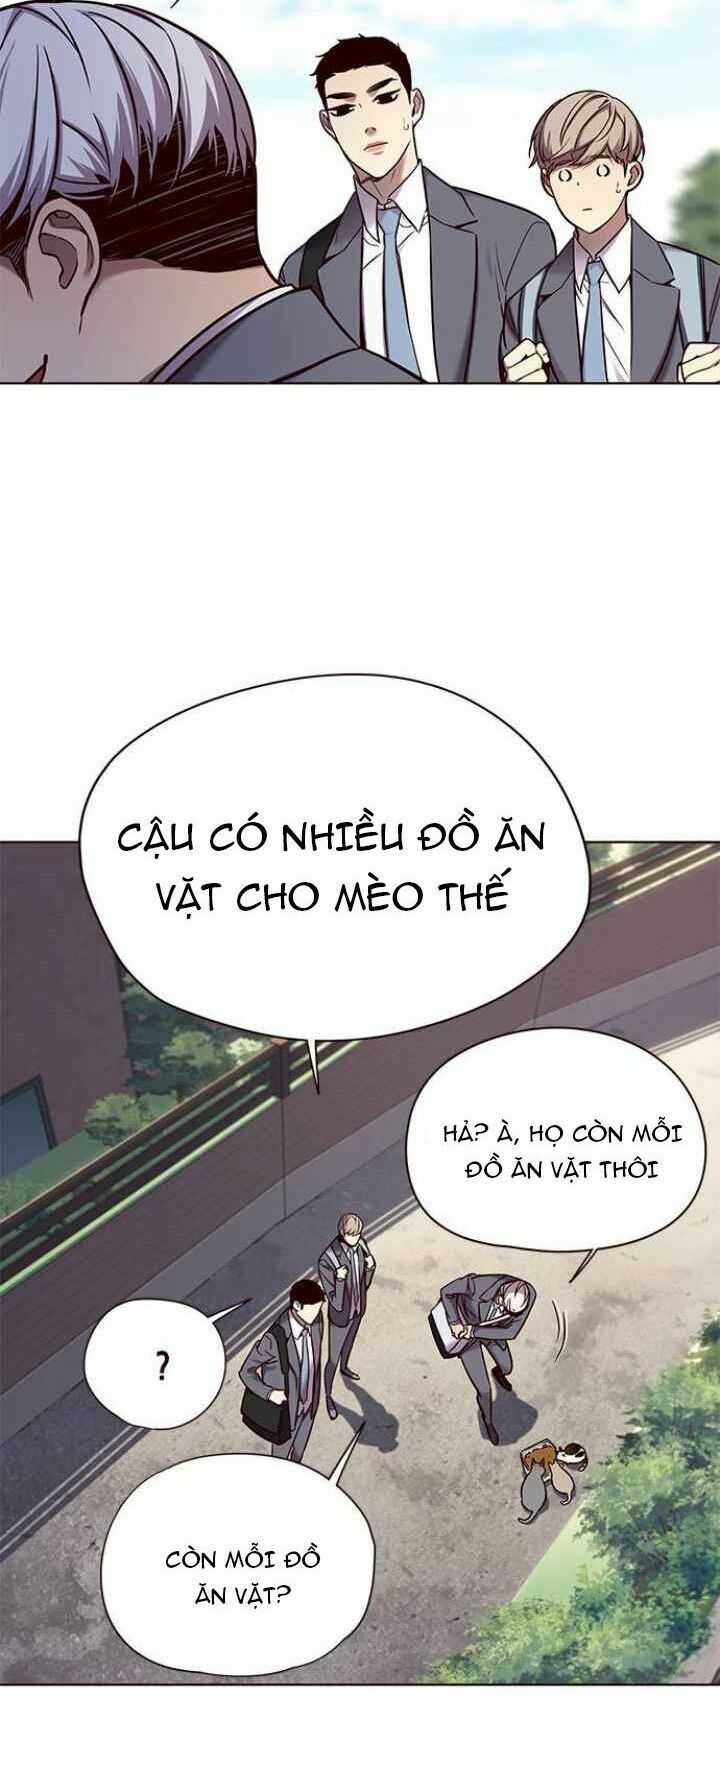 CẬU CÓ NHIỀU ĐỒ ĂN
VẶT CHO MÈO THẾ
HẢ? À, HỌ CÒN MỖI
ĐỒ ĂN VẶT THÔI
?
CÒN MỖI ĐỒ
ĂN VẶT?